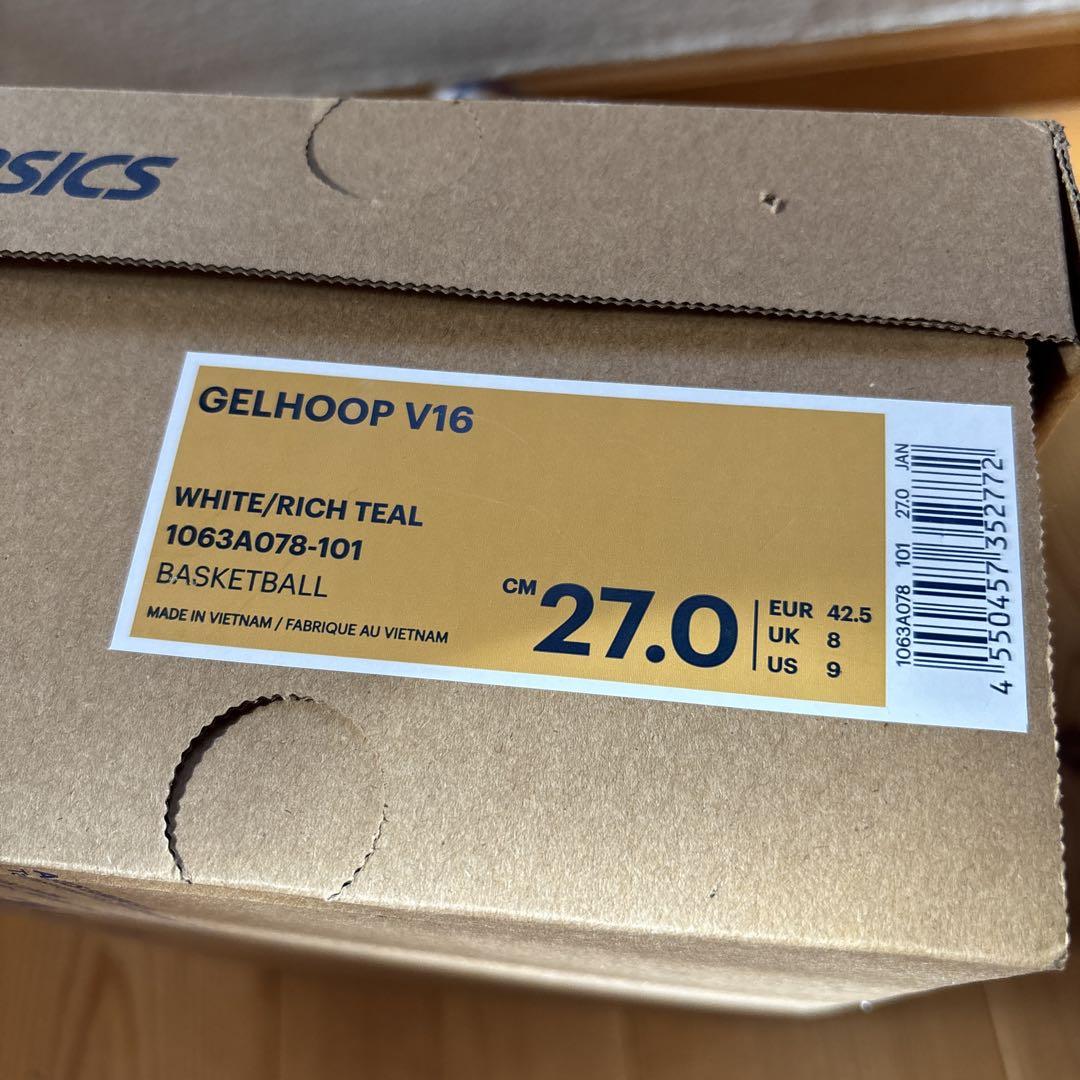 ASICS
GELHOOP V16
WHITE/RICH TEAL
1063A078-101
BASKETBALL
MADE IN VIETNAM / FABRIQUE AU VIETNAM
CM 27.0
EUR 42.5
UK 8
US 9
1063A078 101 27.0 JAN
4 550457 352772